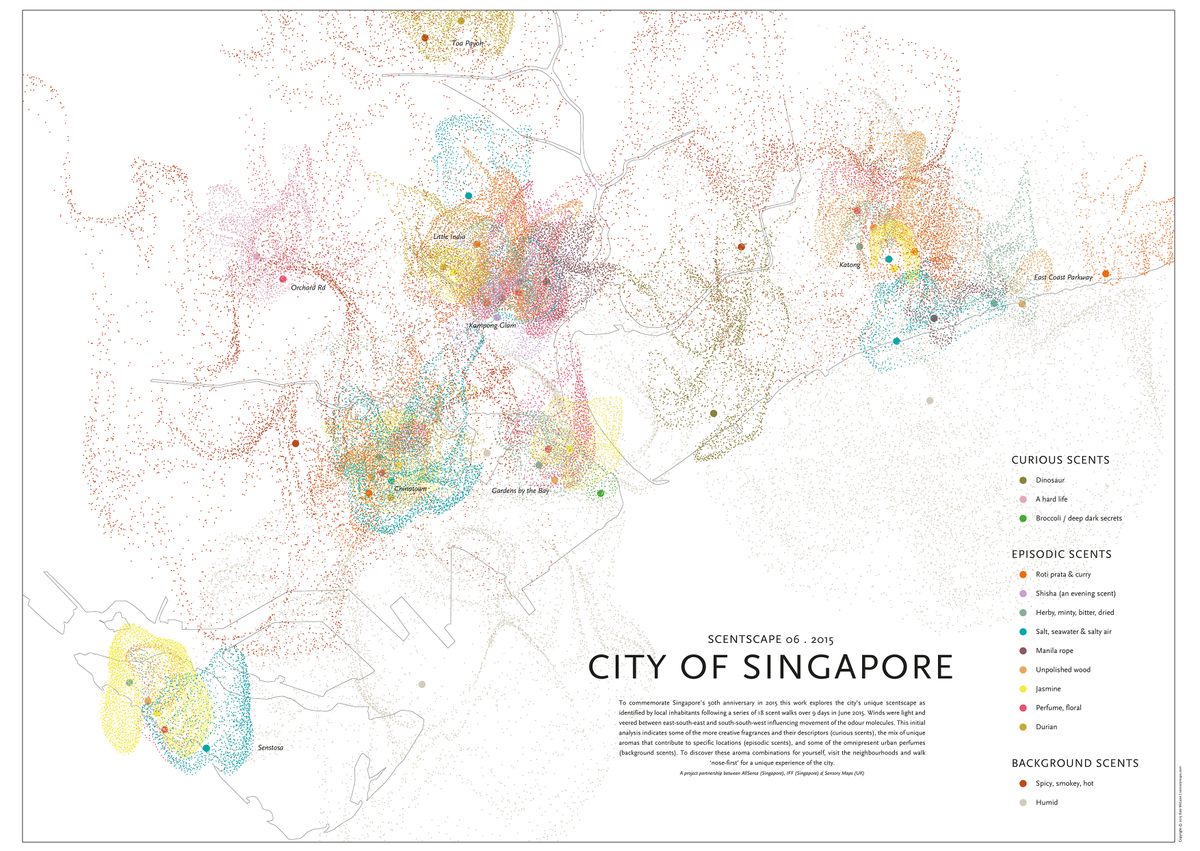 Toa Payoh
Little India
Orchard Rd
Kampong Glam
Katong
East Coast Parkway
Chinatown
Gardens by the Bay
Senstosa
CURIOUS SCENTS
Dinosaur
A hard life
Broccoli / deep dark secrets
EPISODIC SCENTS
Roti prata & curry
Shisha (an evening scent)
Herby, minty, bitter, dried
Salt, seawater & salty air
Manila rope
Unpolished wood
Jasmine
Perfume, floral
Durian
BACKGROUND SCENTS
Spicy, smokey, hot
Humid
SCENTSCAPE 06 . 2015
CITY OF SINGAPORE
To commemorate Singapore's 50th anniversary in 2015 this work explores the city's unique scentscape as
identified by local inhabitants following a series of 18 scent walks over 9 days in June 2015. Winds were light and
veered between east-south-east and south-south-west influencing movement of the odour molecules. This initial
analysis indicates some of the more creative fragrances and their descriptors (curious scents), the mix of unique
aromas that contribute to specific locations (episodic scents), and some of the omnipresent urban perfumes
(background scents). To discover these aroma combinations for yourself, visit the neighbourhoods and walk
'nose-first' for a unique experience of the city.
A project partnership between AllSense (Singapore), IFF (Singapore) & Sensory Maps (UK)